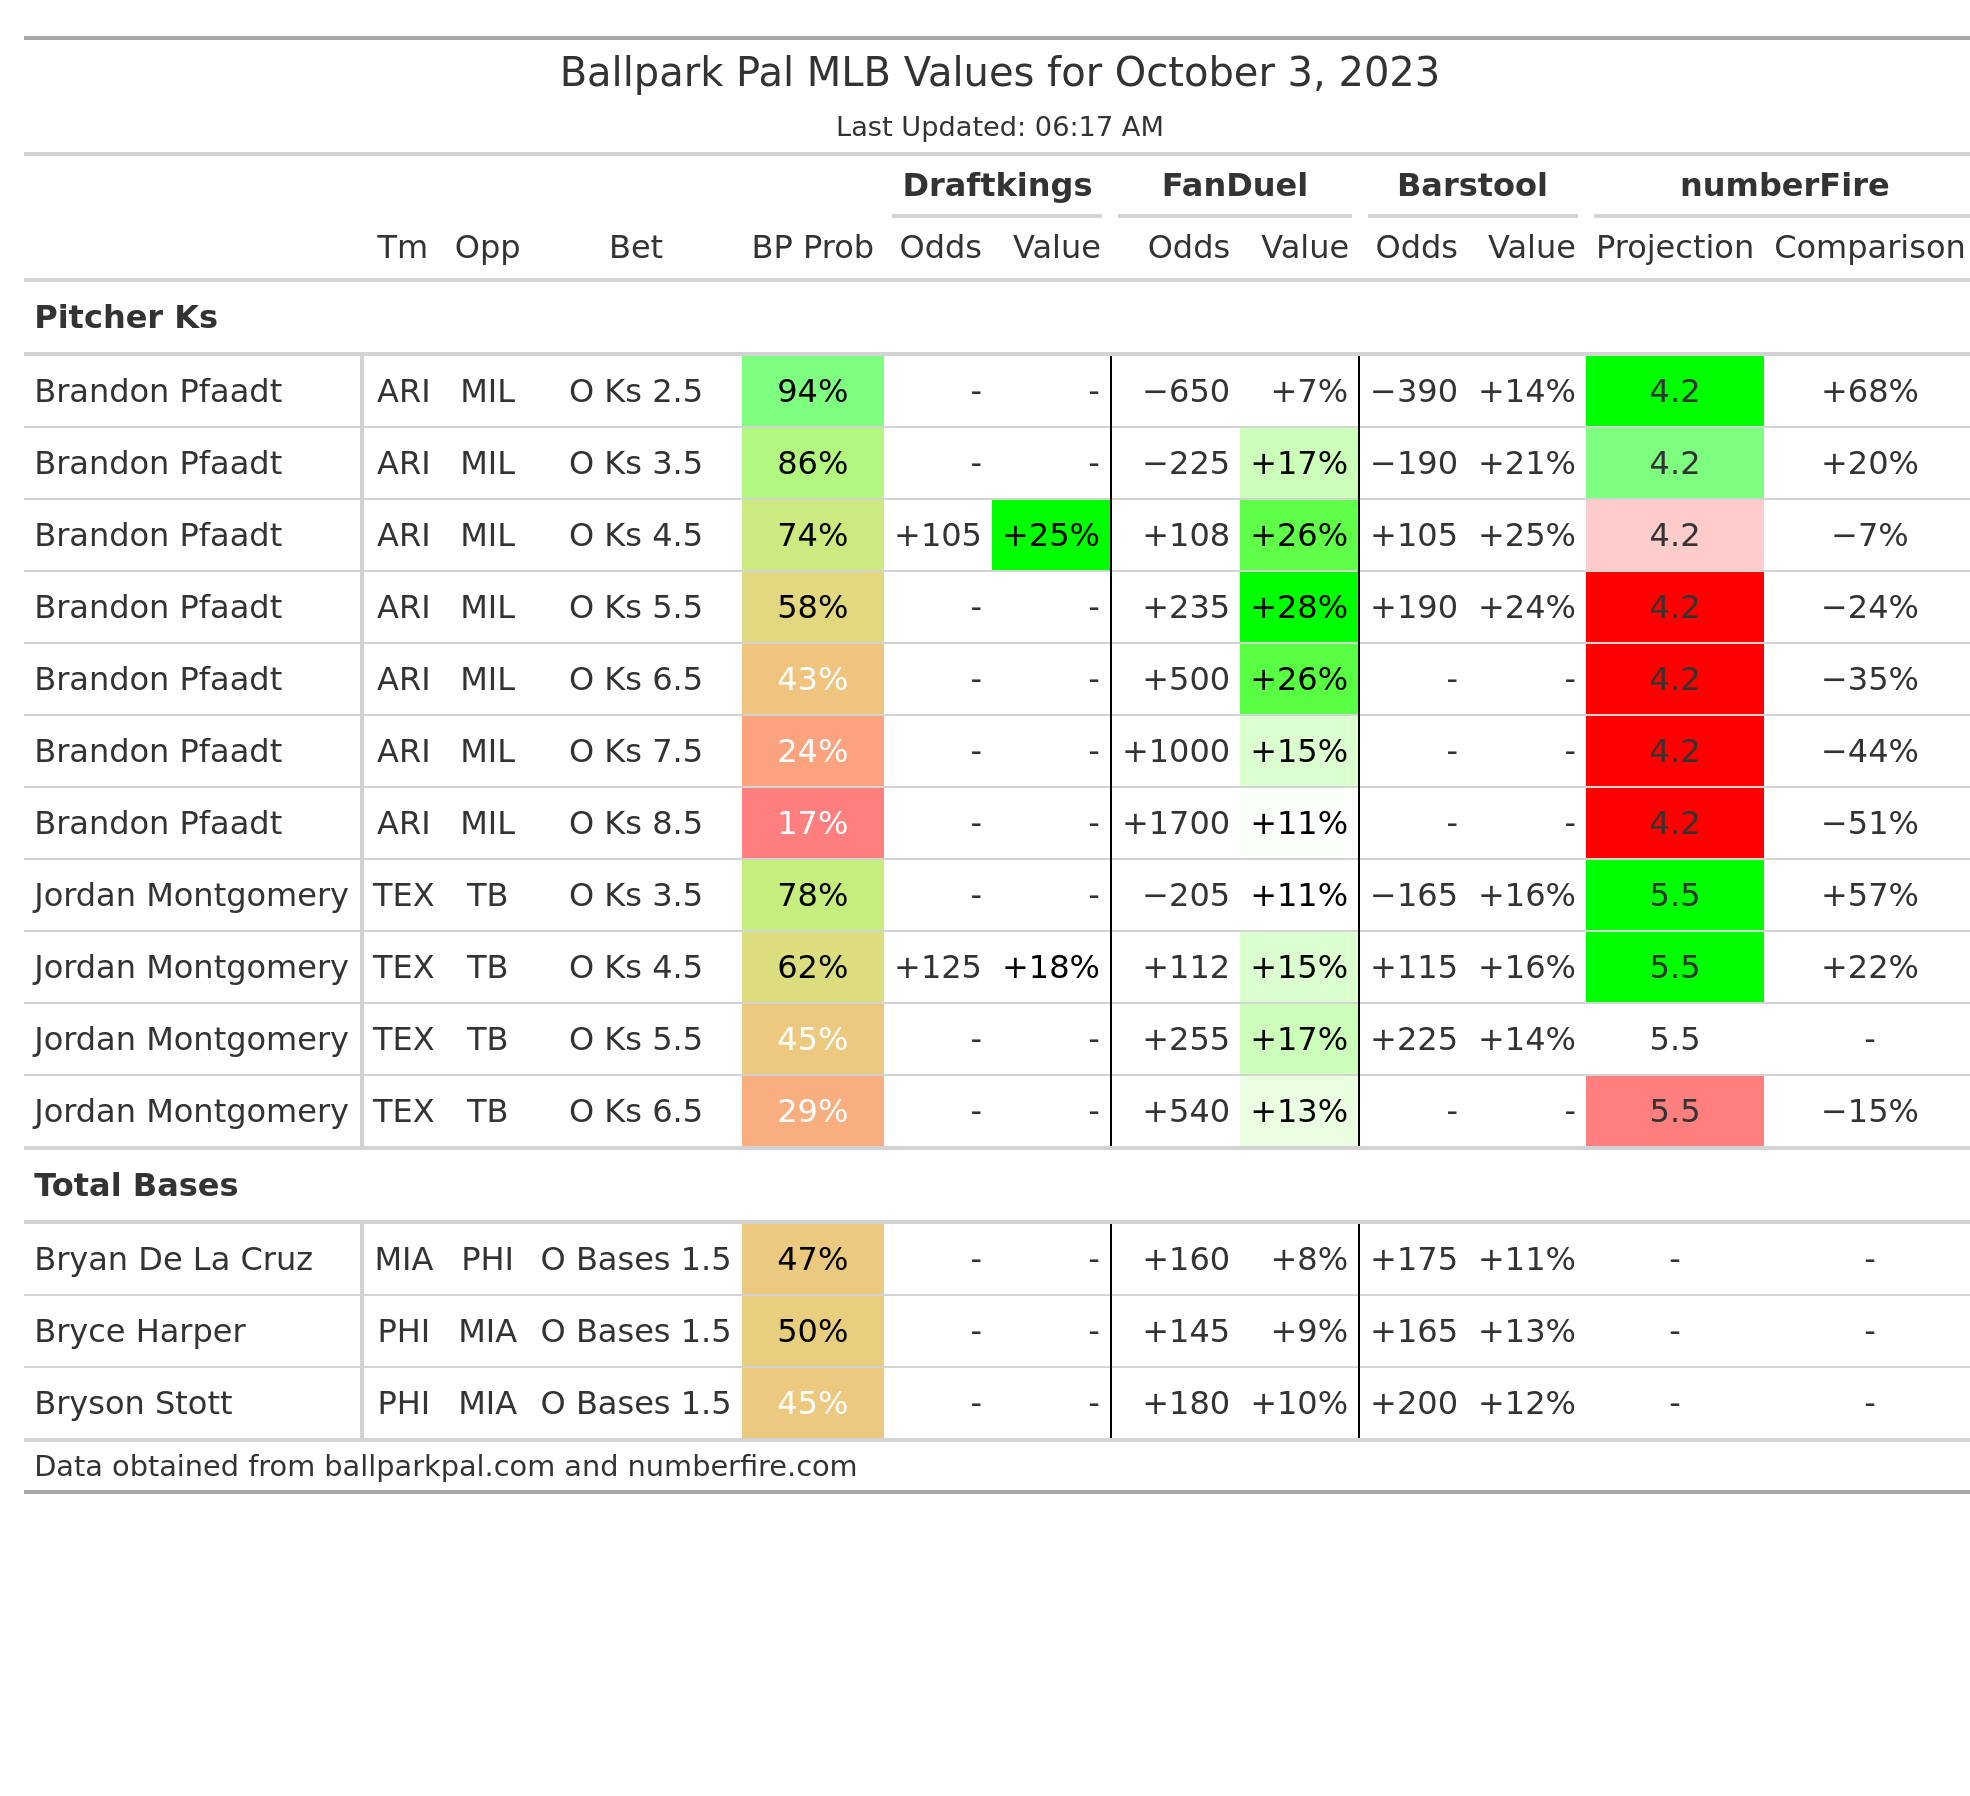 Ballpark Pal MLB Values for October 3, 2023
Last Updated: 06:17 AM
Draftkings FanDuel Barstool numberFire
Tm Opp Bet BP Prob Odds Value Odds Value Odds Value Projection Comparison
Pitcher Ks
Brandon Pfaadt ARI MIL O Ks 2.5 94% - - −650 +7% −390 +14% 4.2 +68%
Brandon Pfaadt ARI MIL O Ks 3.5 86% - - −225 +17% −190 +21% 4.2 +20%
Brandon Pfaadt ARI MIL O Ks 4.5 74% +105 +25% +108 +26% +105 +25% 4.2 −7%
Brandon Pfaadt ARI MIL O Ks 5.5 58% - - +235 +28% +190 +24% 4.2 −24%
Brandon Pfaadt ARI MIL O Ks 6.5 43% - - +500 +26% - - 4.2 −35%
Brandon Pfaadt ARI MIL O Ks 7.5 24% - - +1000 +15% - - 4.2 −44%
Brandon Pfaadt ARI MIL O Ks 8.5 17% - - +1700 +11% - - 4.2 −51%
Jordan Montgomery TEX TB O Ks 3.5 78% - - −205 +11% −165 +16% 5.5 +57%
Jordan Montgomery TEX TB O Ks 4.5 62% +125 +18% +112 +15% +115 +16% 5.5 +22%
Jordan Montgomery TEX TB O Ks 5.5 45% - - +255 +17% +225 +14% 5.5 -
Jordan Montgomery TEX TB O Ks 6.5 29% - - +540 +13% - - 5.5 −15%
Total Bases
Bryan De La Cruz MIA PHI O Bases 1.5 47% - - +160 +8% +175 +11% - -
Bryce Harper PHI MIA O Bases 1.5 50% - - +145 +9% +165 +13% - -
Bryson Stott PHI MIA O Bases 1.5 45% - - +180 +10% +200 +12% - -
Data obtained from ballparkpal.com and numberfire.com